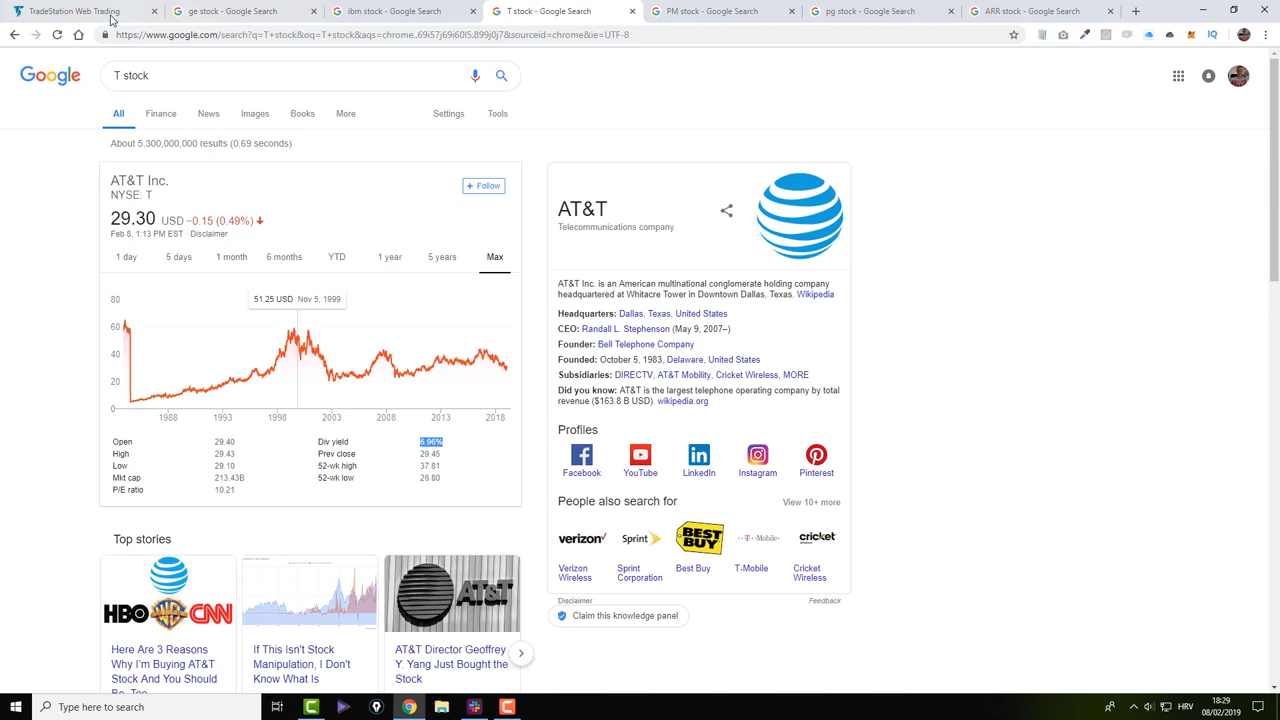 TradeStation Web Trading
ge stock - Google Search
ibm stock - Google Search
T stock - Google Search
PM stock - Google Search
pg stock - Google Search
ARR stock - Google Search
https://www.google.com/search?q=T+stock&oq=T+stock&aqs=chrome..69i57j69i60l5.899j0j7&sourceid=chrome&ie=UTF-8
Google
T stock
All
Finance
News
Images
Books
More
Settings
Tools
About 5,300,000,000 results (0.69 seconds)
AT&T Inc.
NYSE: T
+ Follow
29.30 USD −0.15 (0.49%)
Feb 8, 1:13 PM EST · Disclaimer
1 day
5 days
1 month
6 months
YTD
1 year
5 years
Max
51.25 USD Nov 5, 1999
80
60
40
20
0
1988
1993
1998
2003
2008
2013
2018
Open 29.40
High 29.43
Low 29.10
Mkt cap 213.43B
P/E ratio 10.21
Div yield 6.96%
Prev close 29.45
52-wk high 37.81
52-wk low 26.80
Top stories
HBO
CNN
Here Are 3 Reasons
Why I'm Buying AT&T
Stock And You Should
Be, Too
If This Isn't Stock
Manipulation, I Don't
Know What Is
AT&T
AT&T Director Geoffrey
Y. Yang Just Bought the
Stock
AT&T
Telecommunications company
AT&T Inc. is an American multinational conglomerate holding company
headquartered at Whitacre Tower in Downtown Dallas, Texas. Wikipedia
Headquarters: Dallas, Texas, United States
CEO: Randall L. Stephenson (May 9, 2007–)
Founder: Bell Telephone Company
Founded: October 5, 1983, Delaware, United States
Subsidiaries: DIRECTV, AT&T Mobility, Cricket Wireless, MORE
Did you know: AT&T is the largest telephone operating company by total
revenue ($163.8 B USD). wikipedia.org
Profiles
Facebook
YouTube
LinkedIn
Instagram
Pinterest
People also search for
View 10+ more
verizon
Sprint
BEST BUY
T·Mobile
cricket
Verizon
Wireless
Sprint
Corporation
Best Buy
T-Mobile
Cricket
Wireless
Disclaimer
Feedback
Claim this knowledge panel
Type here to search
HRV
18:29
08/02/2019